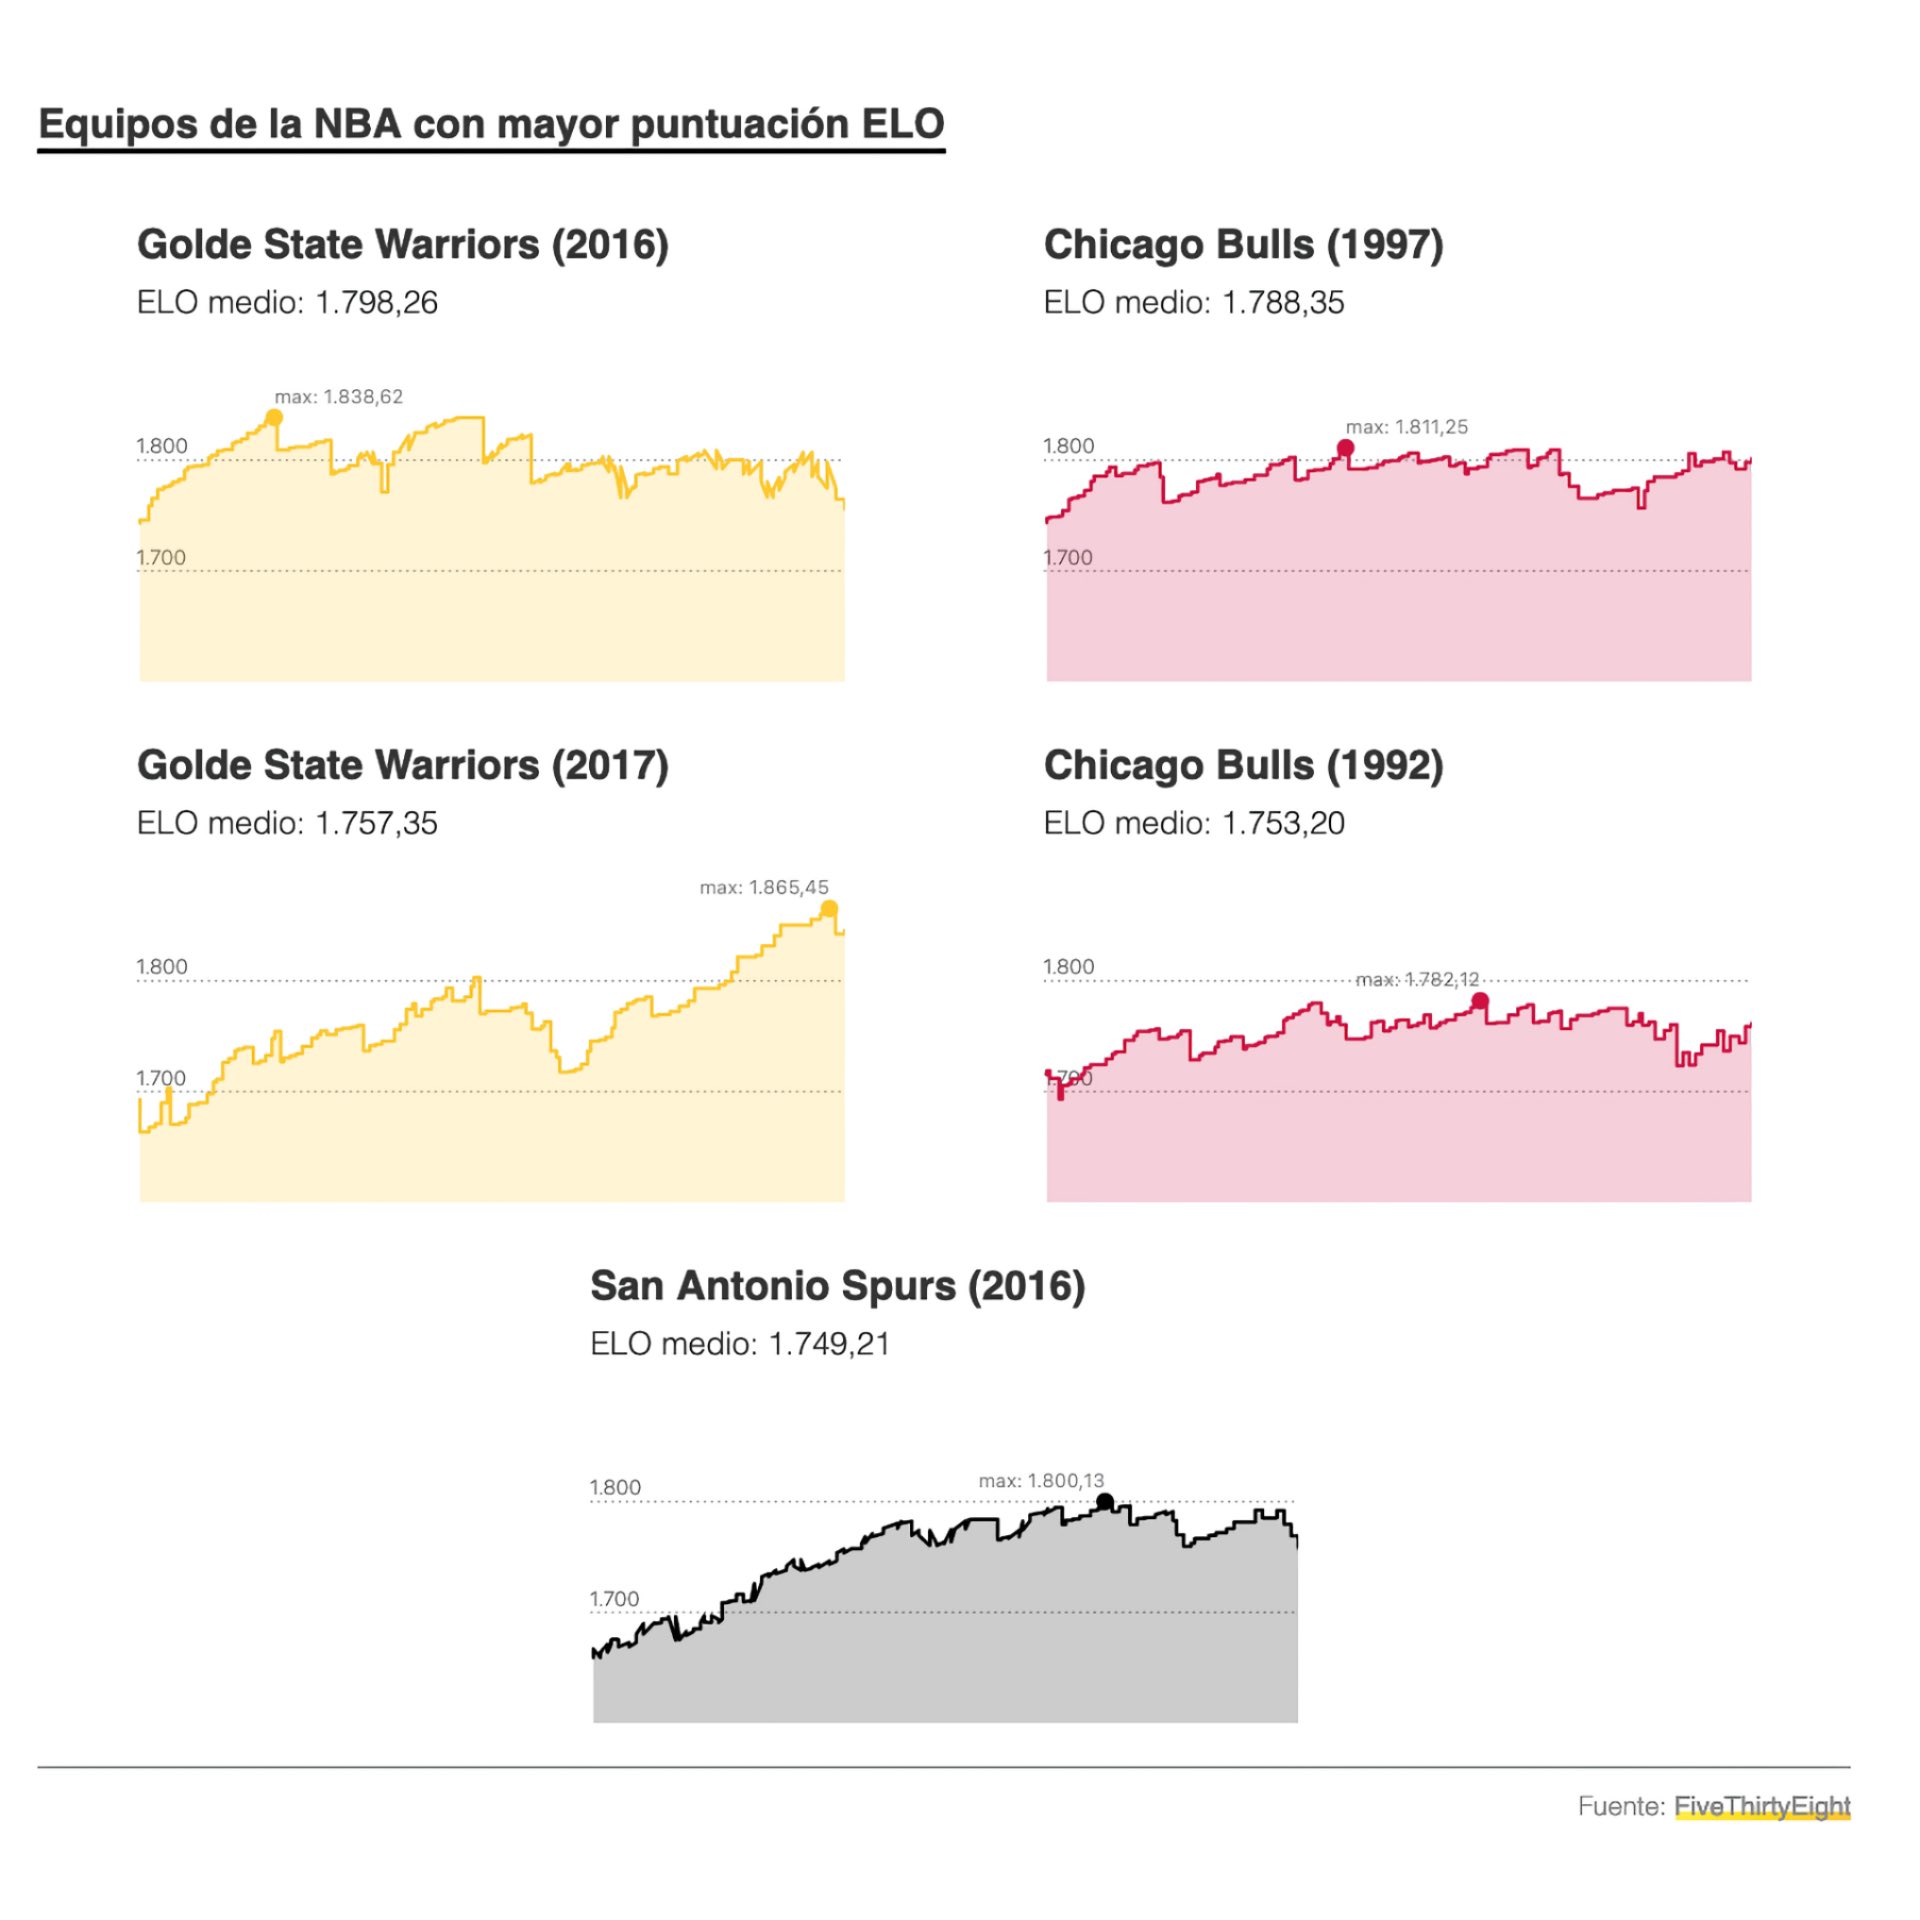 Equipos de la NBA con mayor puntuación ELO
Golde State Warriors (2016)
ELO medio: 1.798,26
max: 1.838,62
1.800
1.700
Chicago Bulls (1997)
ELO medio: 1.788,35
max: 1.811,25
1.800
1.700
Golde State Warriors (2017)
ELO medio: 1.757,35
max: 1.865,45
1.800
1.700
Chicago Bulls (1992)
ELO medio: 1.753,20
1.800
max: 1.782,12
1.700
San Antonio Spurs (2016)
ELO medio: 1.749,21
max: 1.800,13
1.800
1.700
Fuente: FiveThirtyEight